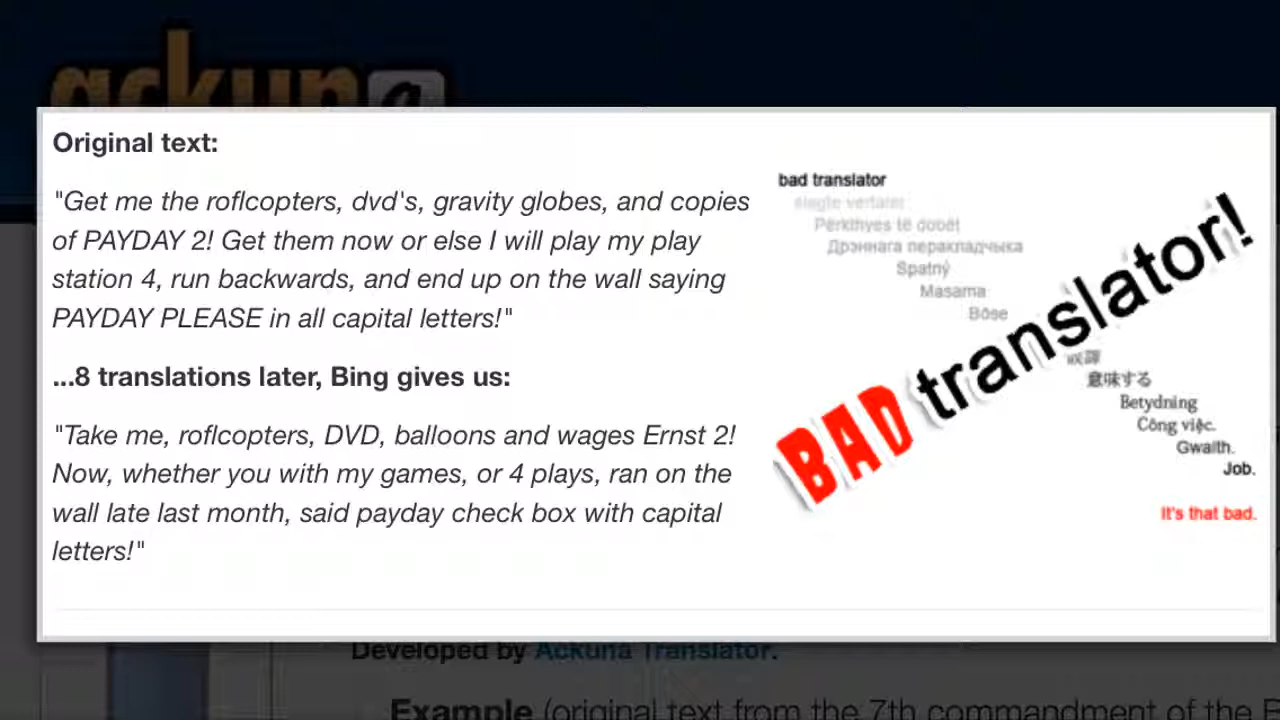 ackuna
Original text:
"Get me the roflcopters, dvd's, gravity globes, and copies
of PAYDAY 2! Get them now or else I will play my play
station 4, run backwards, and end up on the wall saying
PAYDAY PLEASE in all capital letters!"
...8 translations later, Bing gives us:
"Take me, roflcopters, DVD, balloons and wages Ernst 2!
Now, whether you with my games, or 4 plays, ran on the
wall late last month, said payday check box with capital
letters!"
bad translator
slegte vertaler
Përkthyes të dobët
Дрэннага перакладчыка
Spatný
Masama
Böse
BAD translator!
意味する
Betydning
Công việc.
Gwaith.
Job.
It's that bad.
Developed by Ackuna Translator.
Example (original text from the 7th commandment of the